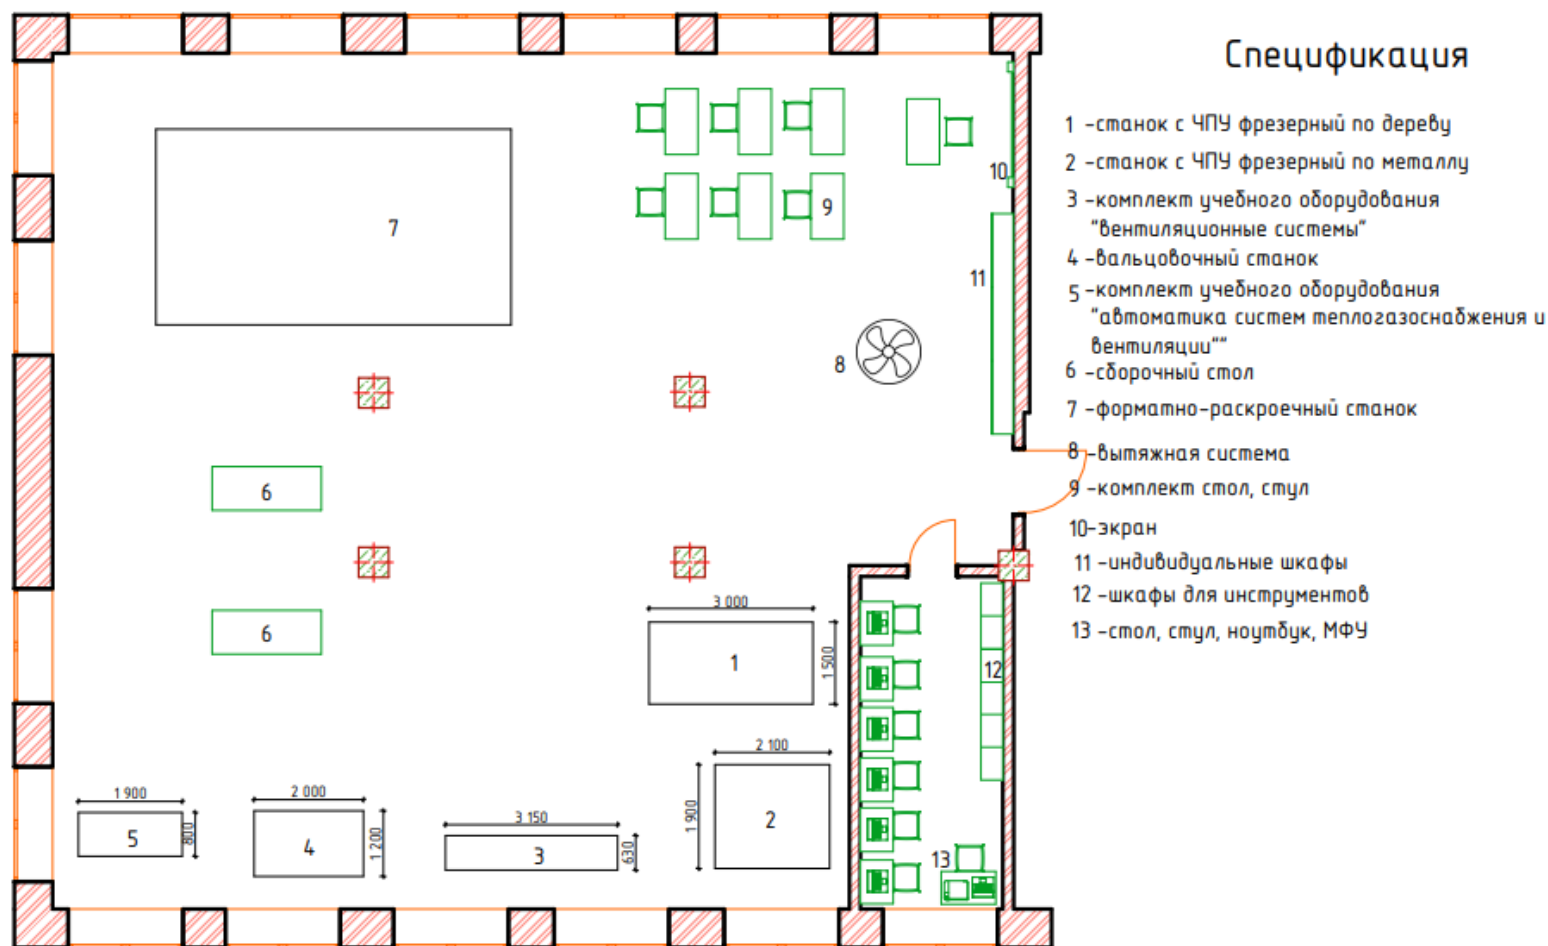 Спецификация
1 -станок с ЧПУ фрезерный по дереву
2 -станок с ЧПУ фрезерный по металлу
3 -комплект учебного оборудования
"вентиляционные системы"
4 -вальцовочный станок
5 -комплект учебного оборудования
"автоматика систем теплогазоснабжения и
вентиляции""
6 -сборочный стол
7 -форматно-раскроечный станок
8 -вытяжная система
9 -комплект стол, стул
10-экран
11 -индивидуальные шкафы
12 -шкафы для инструментов
13 -стол, стул, ноутбук, МФУ
7
9
10
11
8
6
6
3 000
1
1 500
12
2 100
1 900
2
1 900
5
800
2 000
4
1 200
3 150
3
630
13